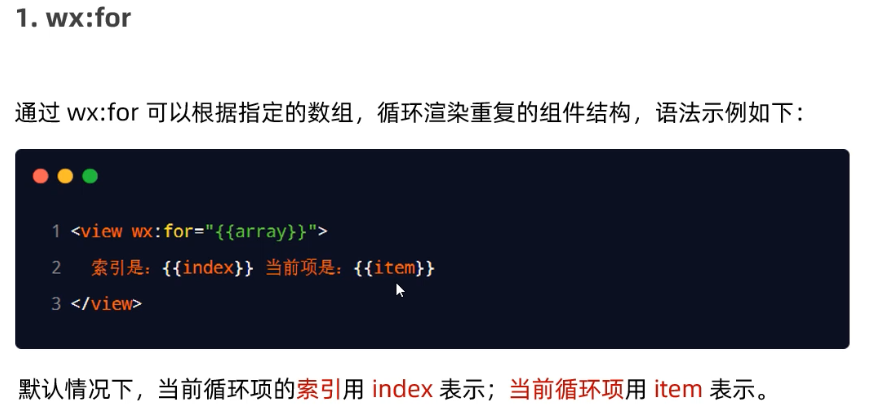 1. wx:for
通过 wx:for 可以根据指定的数组，循环渲染重复的组件结构，语法示例如下：
1 <view wx:for="{{array}}">
2   索引是：{{index}} 当前项是：{{item}}
3 </view>
默认情况下，当前循环项的索引用 index 表示；当前循环项用 item 表示。